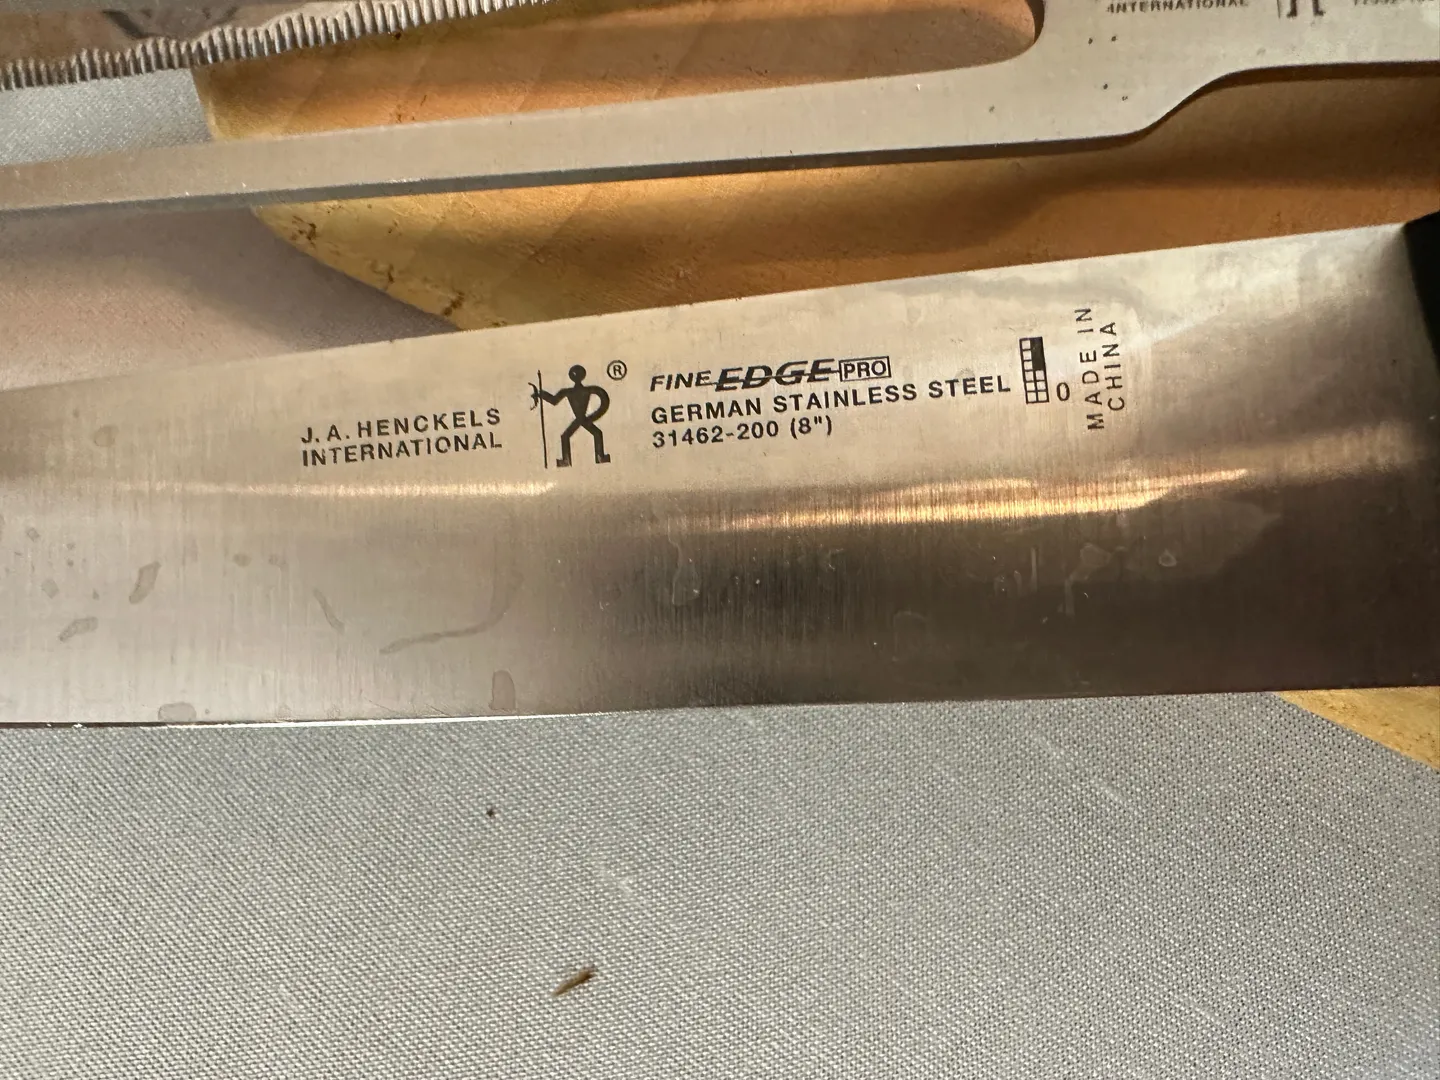 INTERNATIONAL
J.A. HENCKELS
INTERNATIONAL
®
FINE EDGE PRO
GERMAN STAINLESS STEEL
31462-200 (8")
0
MADE IN
CHINA